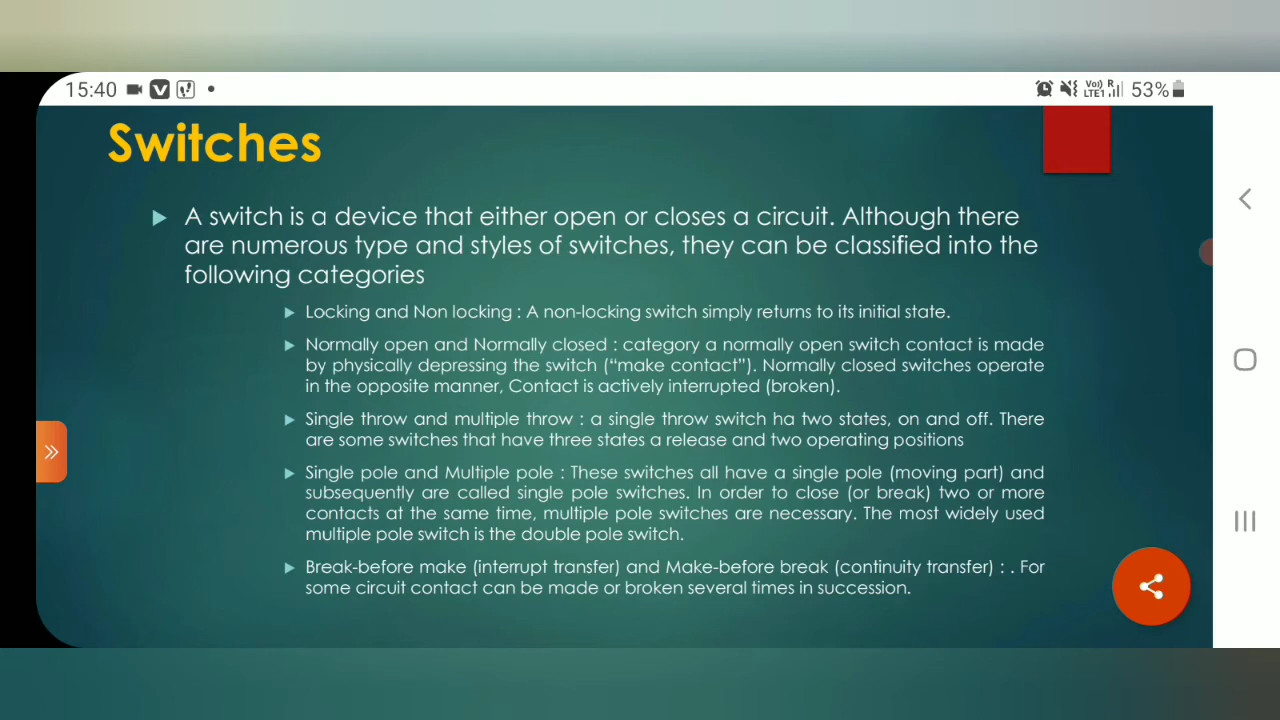 15:40
Vo)) R
LTE1
53%
Switches
A switch is a device that either open or closes a circuit. Although there
are numerous type and styles of switches, they can be classified into the
following categories
Locking and Non locking : A non-locking switch simply returns to its initial state.
Normally open and Normally closed : category a normally open switch contact is made
by physically depressing the switch (“make contact”). Normally closed switches operate
in the opposite manner, Contact is actively interrupted (broken).
Single throw and multiple throw : a single throw switch ha two states, on and off. There
are some switches that have three states a release and two operating positions
Single pole and Multiple pole : These switches all have a single pole (moving part) and
subsequently are called single pole switches. In order to close (or break) two or more
contacts at the same time, multiple pole switches are necessary. The most widely used
multiple pole switch is the double pole switch.
Break-before make (interrupt transfer) and Make-before break (continuity transfer) : . For
some circuit contact can be made or broken several times in succession.